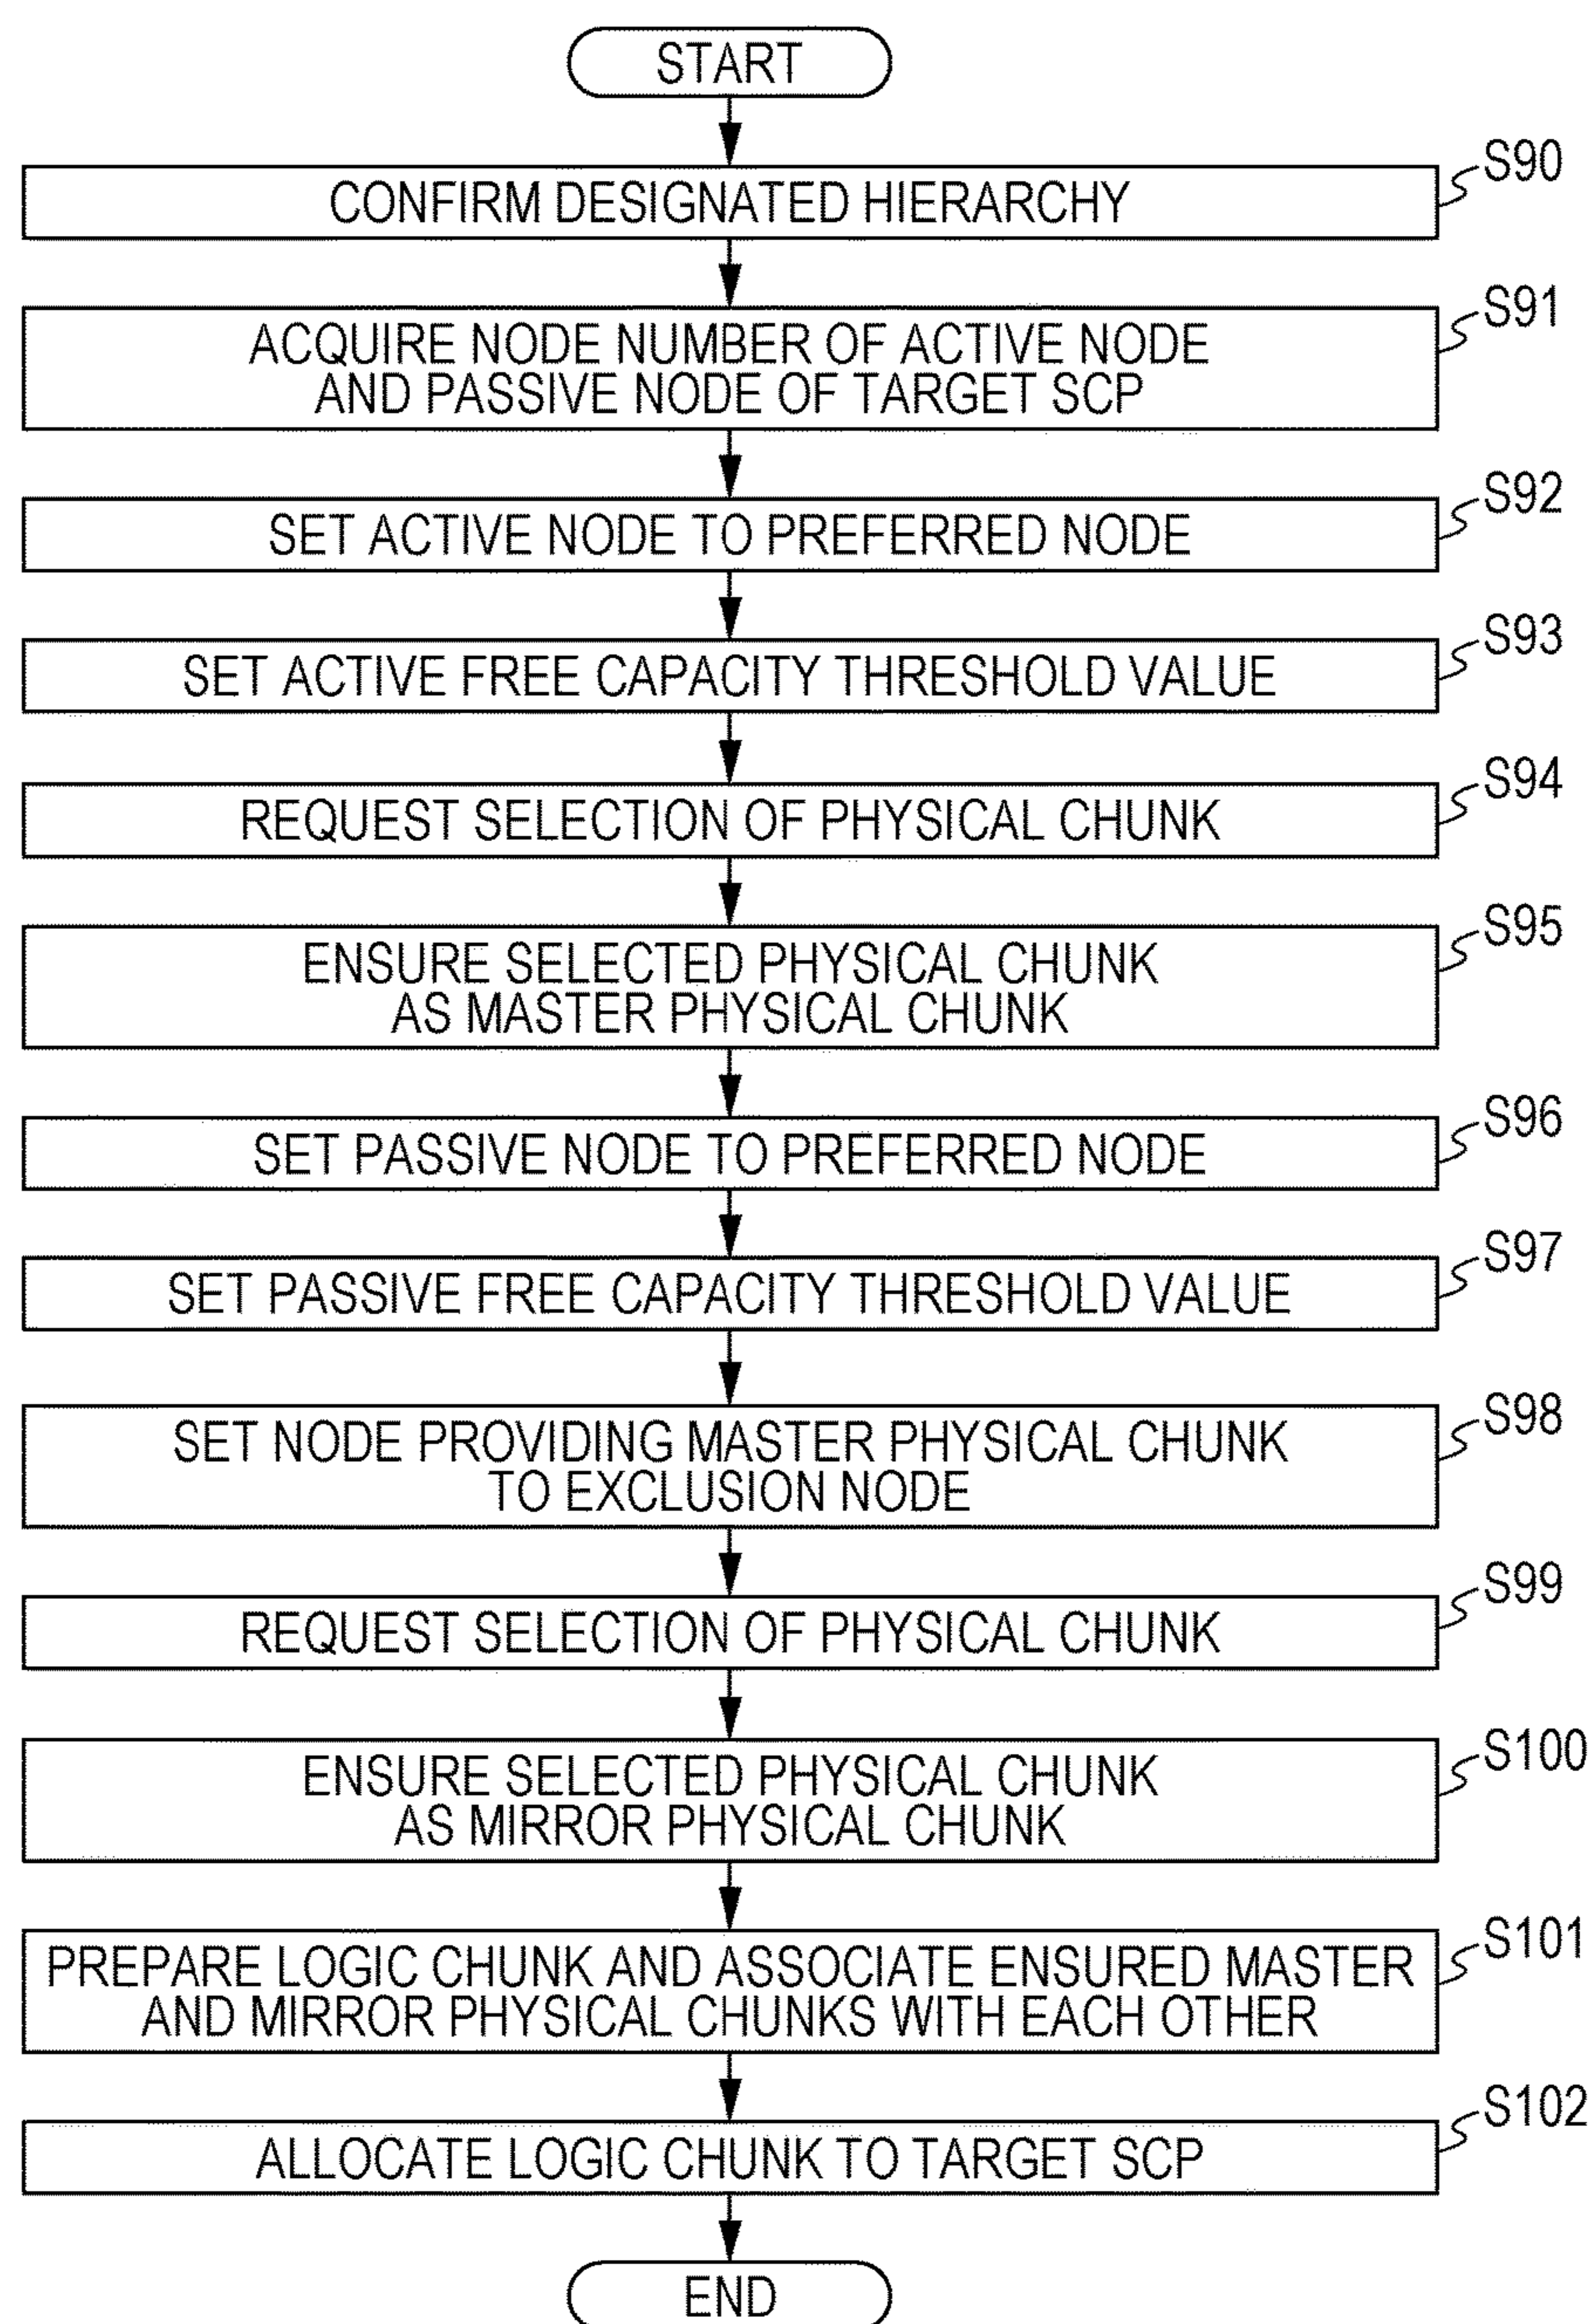 START
S90
CONFIRM DESIGNATED HIERARCHY
S91
ACQUIRE NODE NUMBER OF ACTIVE NODE
AND PASSIVE NODE OF TARGET SCP
S92
SET ACTIVE NODE TO PREFERRED NODE
S93
SET ACTIVE FREE CAPACITY THRESHOLD VALUE
S94
REQUEST SELECTION OF PHYSICAL CHUNK
S95
ENSURE SELECTED PHYSICAL CHUNK
AS MASTER PHYSICAL CHUNK
S96
SET PASSIVE NODE TO PREFERRED NODE
S97
SET PASSIVE FREE CAPACITY THRESHOLD VALUE
S98
SET NODE PROVIDING MASTER PHYSICAL CHUNK
TO EXCLUSION NODE
S99
REQUEST SELECTION OF PHYSICAL CHUNK
S100
ENSURE SELECTED PHYSICAL CHUNK
AS MIRROR PHYSICAL CHUNK
S101
PREPARE LOGIC CHUNK AND ASSOCIATE ENSURED MASTER
AND MIRROR PHYSICAL CHUNKS WITH EACH OTHER
S102
ALLOCATE LOGIC CHUNK TO TARGET SCP
END